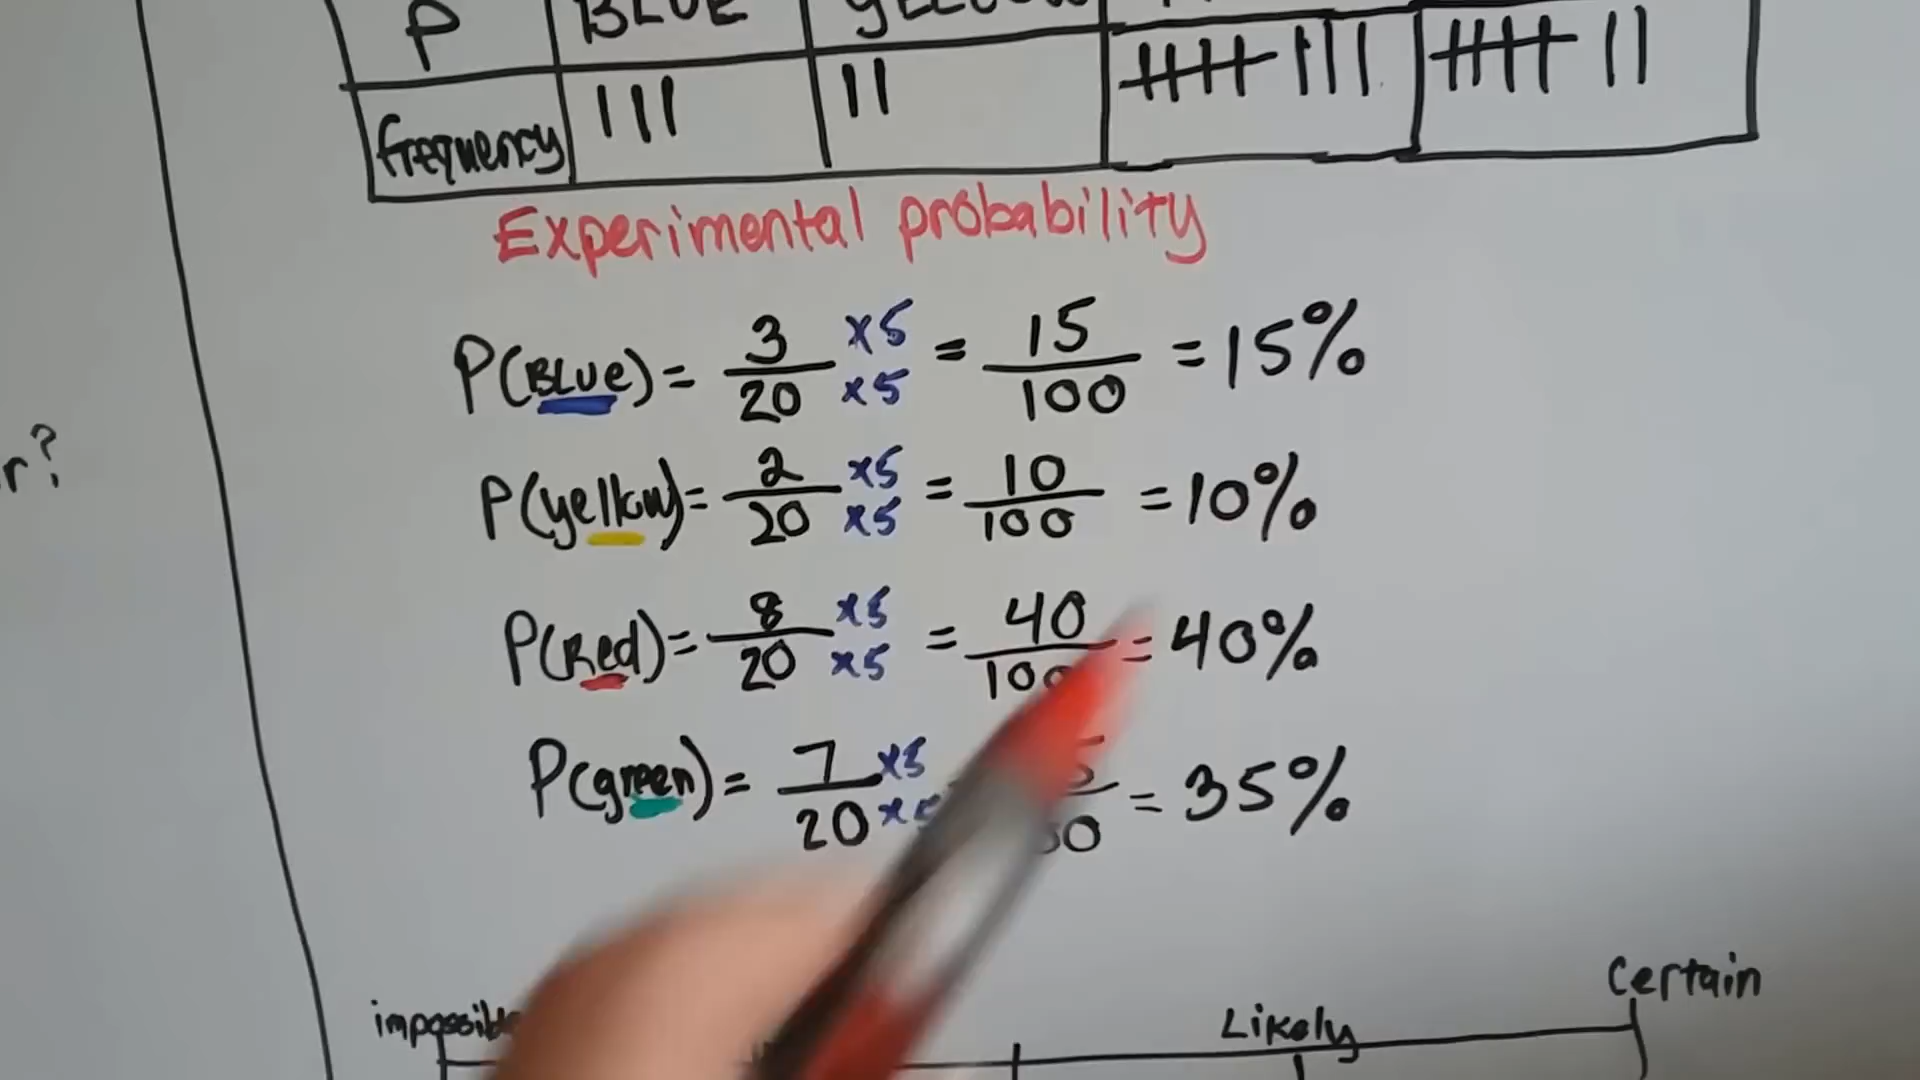 P BLUE
frequency
Experimental probability
P(BLUE) = 3/20 x5/x5 = 15/100 = 15%
r?
P(yellow) = 2/20 x5/x5 = 10/100 = 10%
P(Red) = 8/20 x5/x5 = 40/100 = 40%
P(green) = 7/20 x5 = 35%
Certain
impossible Likely